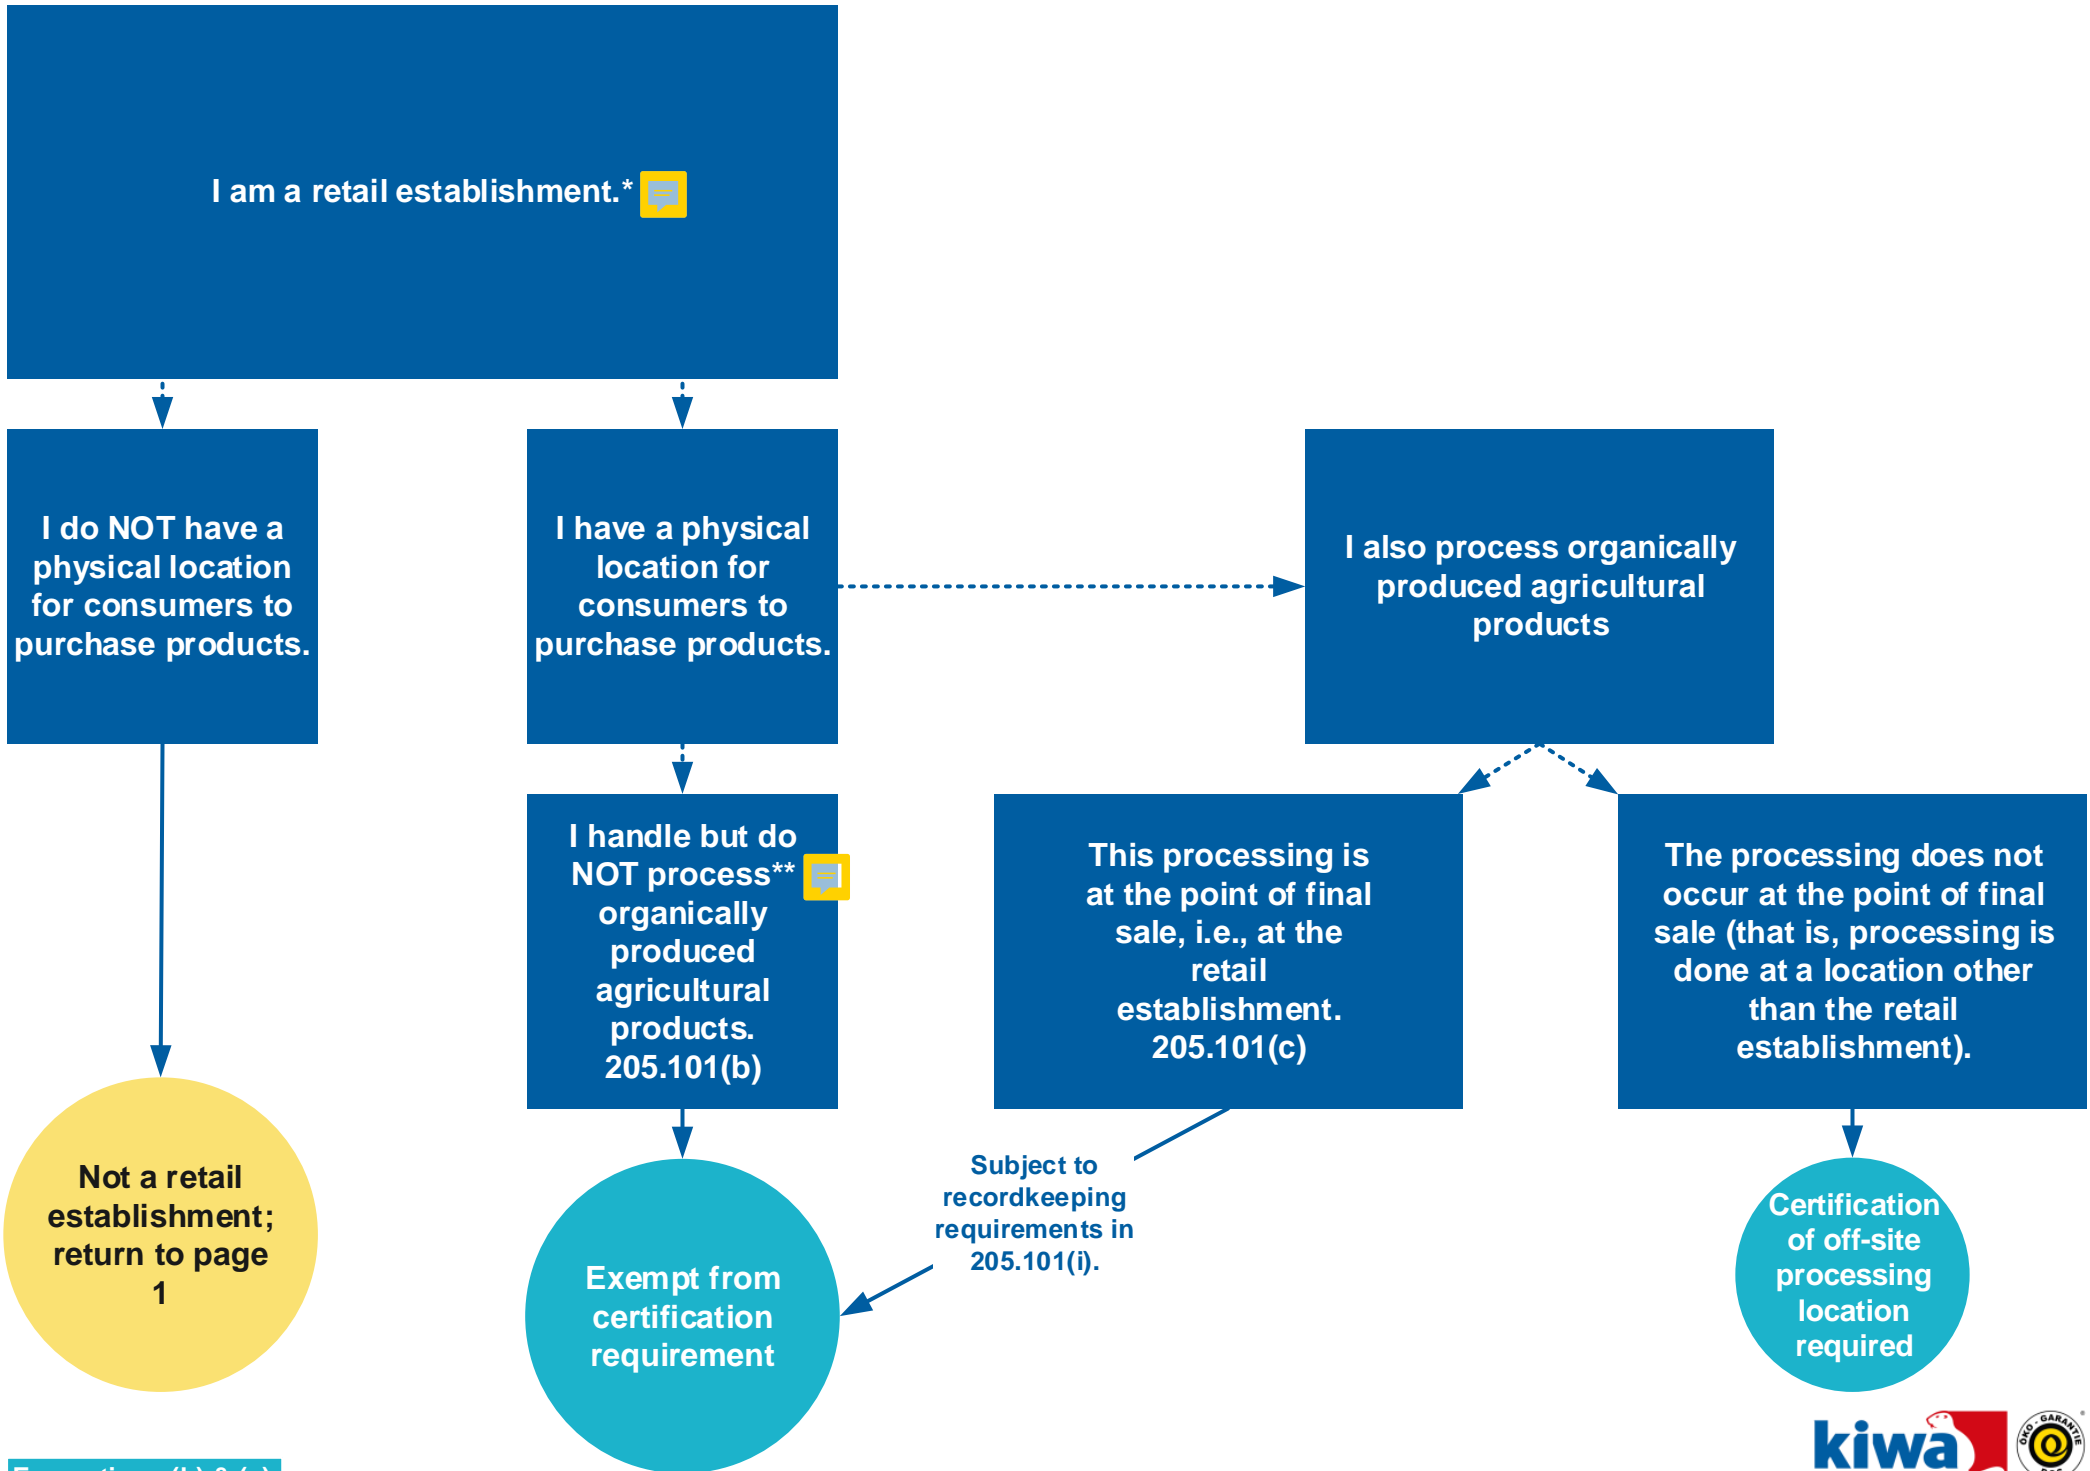 I am a retail establishment.*
I do NOT have a
physical location
for consumers to
purchase products.
I have a physical
location for
consumers to
purchase products.
I also process organically
produced agricultural
products
I handle but do
NOT process**
organically
produced
agricultural
products.
205.101(b)
This processing is
at the point of final
sale, i.e., at the
retail
establishment.
205.101(c)
The processing does not
occur at the point of final
sale (that is, processing is
done at a location other
than the retail
establishment).
Not a retail
establishment;
return to page
1
Subject to
recordkeeping
requirements in
205.101(i).
Exempt from
certification
requirement
Certification
of off-site
processing
location
required
kiwa
ÖKO - GARANTIE